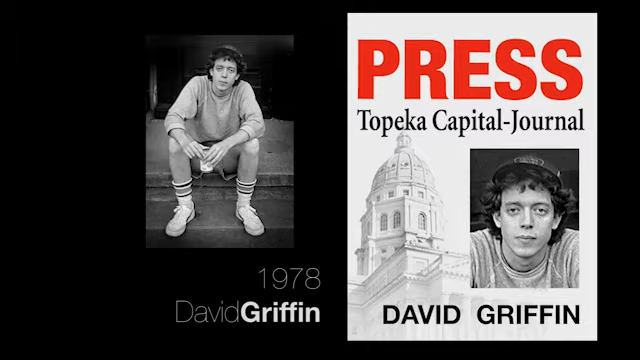 1978
DavidGriffin
PRESS
Topeka Capital-Journal
DAVID GRIFFIN